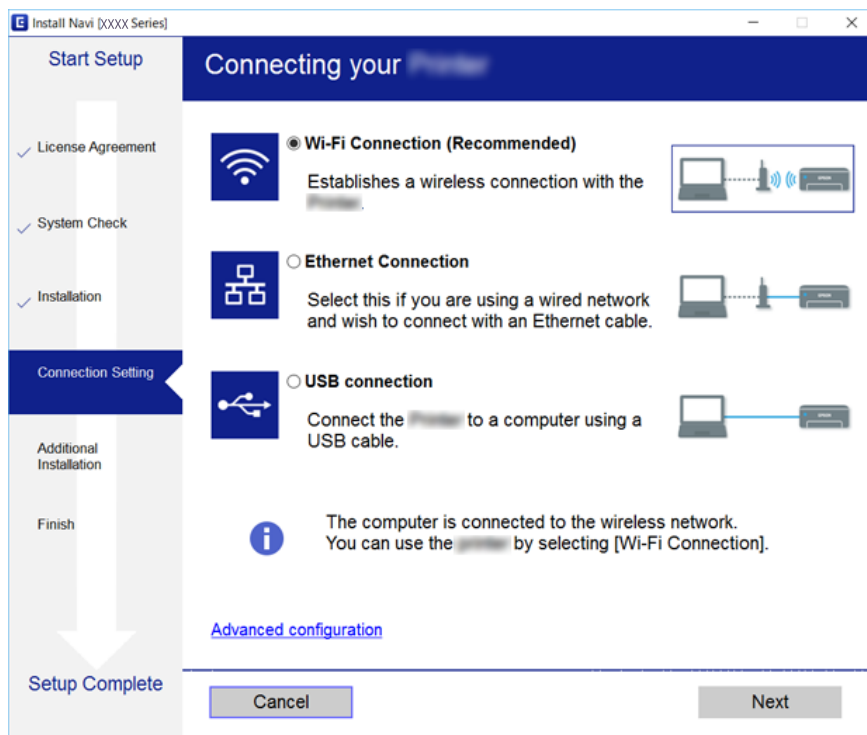 Install Navi [XXXX Series]
Start Setup
License Agreement
System Check
Installation
Connection Setting
Additional
Installation
Finish
Setup Complete
Connecting your
Wi-Fi Connection (Recommended)
Establishes a wireless connection with the
.
Ethernet Connection
Select this if you are using a wired network
and wish to connect with an Ethernet cable.
USB connection
Connect the to a computer using a
USB cable.
The computer is connected to the wireless network.
You can use the by selecting [Wi-Fi Connection].
Advanced configuration
Cancel
Next